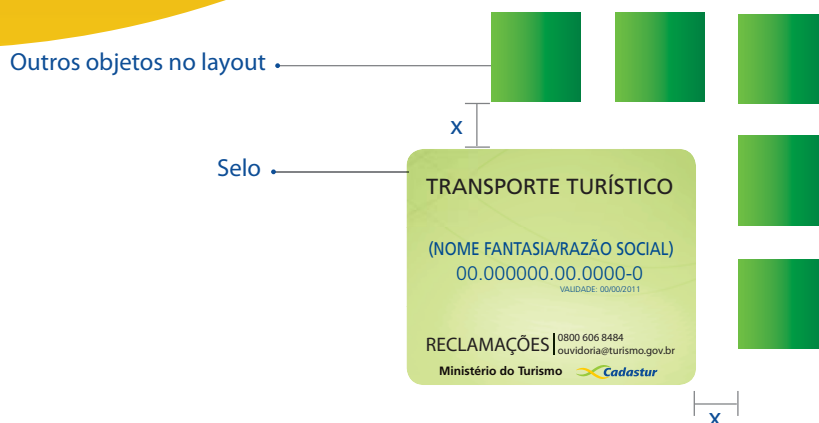 Outros objetos no layout
x
Selo
TRANSPORTE TURÍSTICO
(NOME FANTASIA/RAZÃO SOCIAL)
00.000000.00.0000-0
VALIDADE: 00/00/2011
RECLAMAÇÕES
0800 606 8484
ouvidoria@turismo.gov.br
Ministério do Turismo Cadastur
x